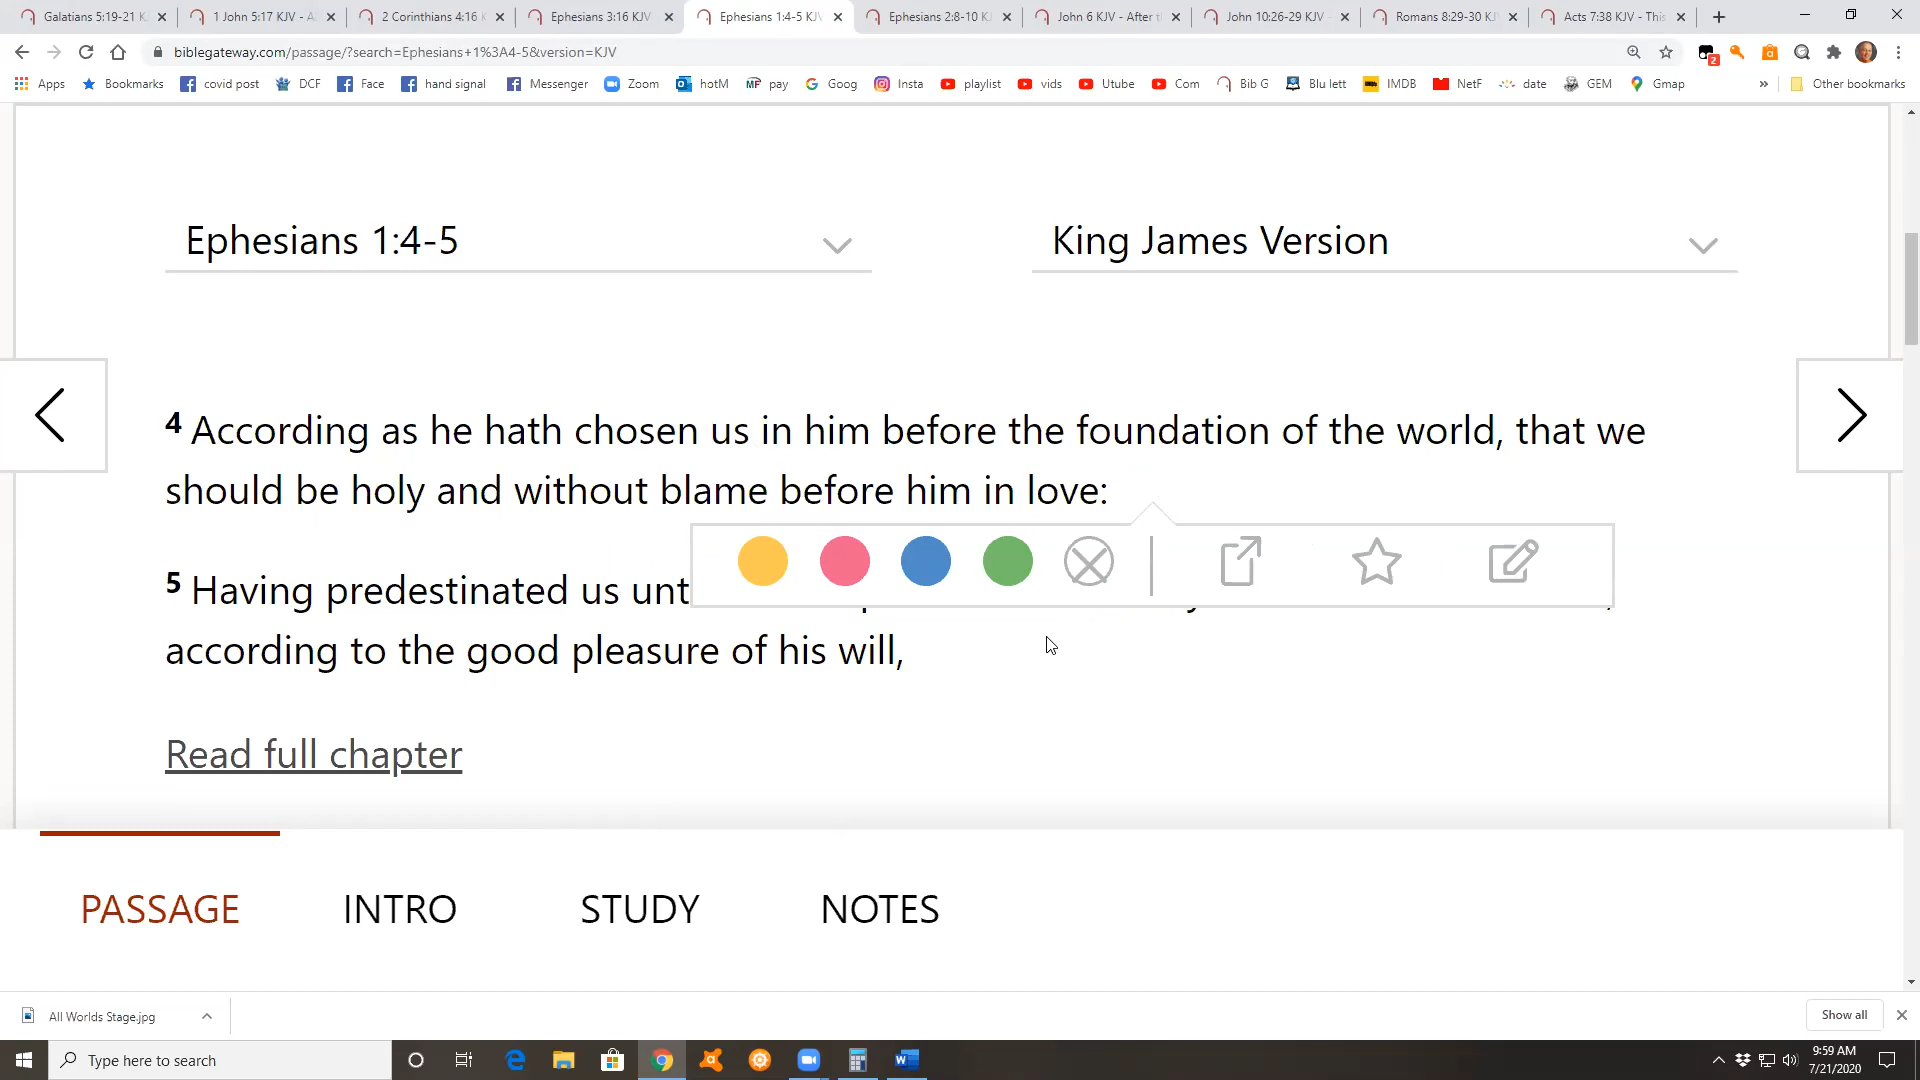 Galatians 5:19-21 K
1 John 5:17 KJV - A
2 Corinthians 4:16 K
Ephesians 3:16 KJV
Ephesians 1:4-5 KJV
Ephesians 2:8-10 KJ
John 6 KJV - After t
John 10:26-29 KJV
Romans 8:29-30 KJ
Acts 7:38 KJV - This
biblegateway.com/passage/?search=Ephesians+1%3A4-5&version=KJV
2
Apps
Bookmarks
covid post
DCF
Face
hand signal
Messenger
Zoom
hotM
MF pay
Goog
Insta
playlist
vids
Utube
Com
Bib G
Blu lett
IMDB
NetF
date
GEM
Gmap
»
Other bookmarks
Ephesians 1:4-5
King James Version
4 According as he hath chosen us in him before the foundation of the world, that we
should be holy and without blame before him in love:
5 Having predestinated us unt
according to the good pleasure of his will,
Read full chapter
PASSAGE
INTRO
STUDY
NOTES
All Worlds Stage.jpg
Show all
Type here to search
9:59 AM
7/21/2020